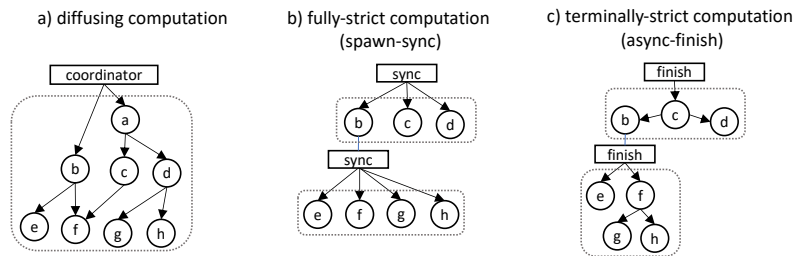 a) diffusing computation
b) fully-strict computation
(spawn-sync)
c) terminally-strict computation
(async-finish)
coordinator
a
b
c
d
e
f
g
h
sync
b
c
d
sync
e
f
g
h
finish
b
c
d
finish
e
f
g
h